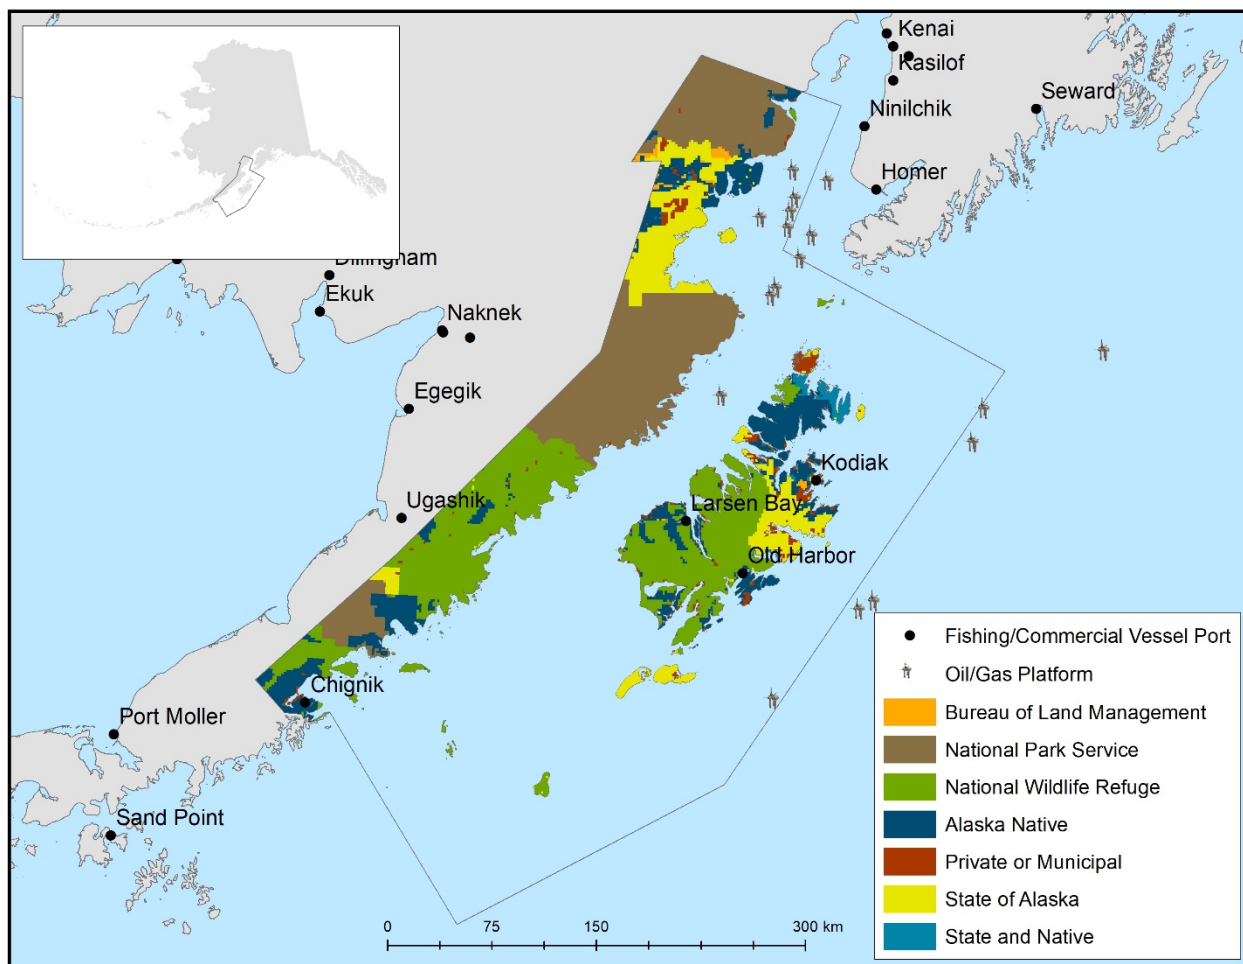 Kenai
Kasilof
Seward
Ninilchik
Homer
Dillingham
Ekuk
Naknek
Egegik
Kodiak
Ugashik
Larsen Bay
Old Harbor
Chignik
Port Moller
Sand Point
Fishing/Commercial Vessel Port
Oil/Gas Platform
Bureau of Land Management
National Park Service
National Wildlife Refuge
Alaska Native
Private or Municipal
State of Alaska
State and Native
0 75 150 300 km